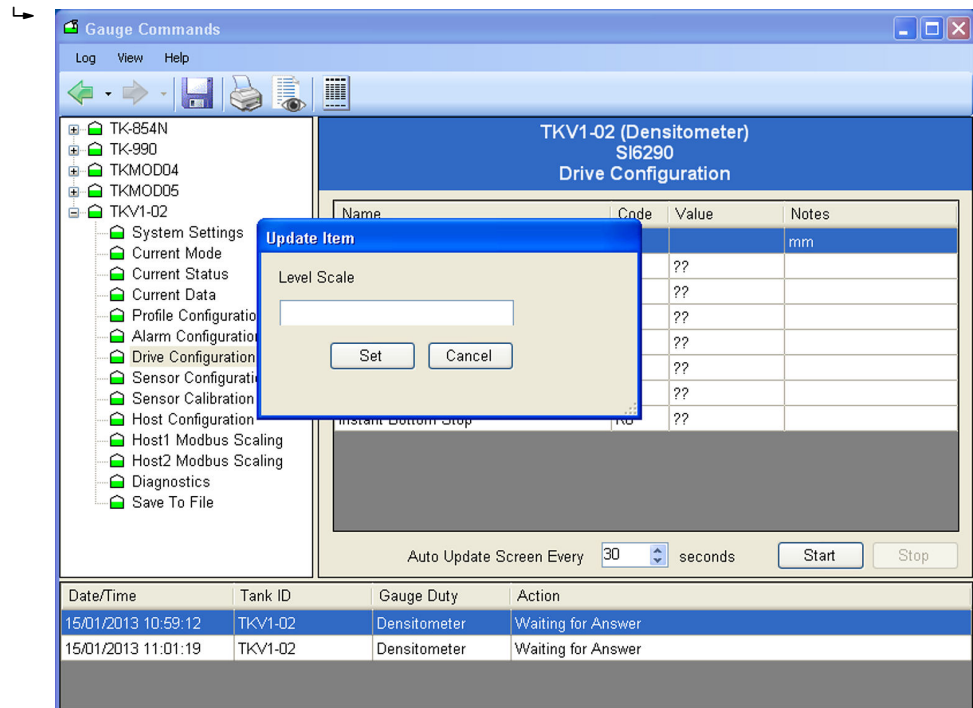 Gauge Commands
Log View Help
TK-854N
TK-990
TKMOD04
TKMOD05
TKV1-02
System Settings
Current Mode
Current Status
Current Data
Profile Configuratio
Alarm Configuration
Drive Configuration
Sensor Configurati
Sensor Calibration
Host Configuration
Host1 Modbus Scaling
Host2 Modbus Scaling
Diagnostics
Save To File
TKV1-02 (Densitometer)
SI6290
Drive Configuration
Name Code Value Notes
mm
??
??
??
??
??
??
Instant Bottom Stop ??
Update Item
Level Scale
Set Cancel
Auto Update Screen Every 30 seconds Start Stop
Date/Time Tank ID Gauge Duty Action
15/01/2013 10:59:12 TKV1-02 Densitometer Waiting for Answer
15/01/2013 11:01:19 TKV1-02 Densitometer Waiting for Answer